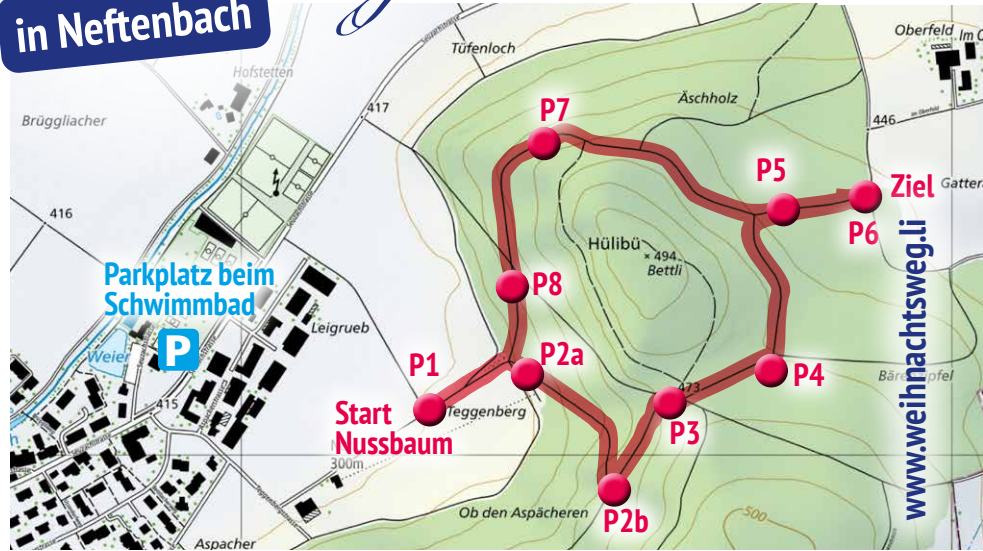 in Neftenbach
Tüfenloch
Oberfeld
Im O
Hofstetten
Äschholz
417
P7
Brüggliacher
446
P5
Ziel
Gatter
P6
416
Hülibü
494
Bettli
Parkplatz beim
Schwimmbad
P8
P
Leigrueb
Weier
P1
P2a
P4
473
415
Start
Nussbaum
Teggenberg
P3
300m
Ob den Aspächeren
P2b
500
Aspacher
www.weihnachtsweg.li